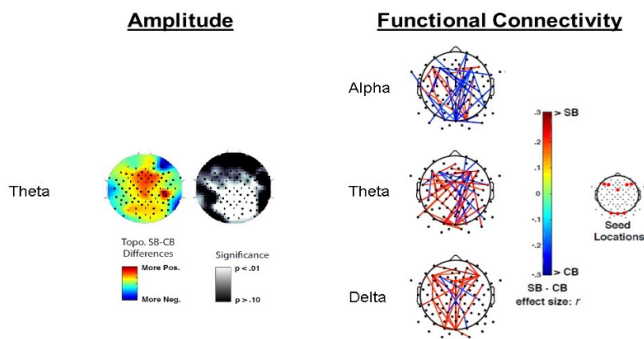 Amplitude
Functional Connectivity
Alpha
Theta
Theta
Delta
Topo. SB-CB
Differences
More Pos.
More Neg.
Significance
p < .01
p > .10
.3
.2
.1
0
-.1
-.2
-.3
> SB
> CB
SB - CB
effect size: r
Seed
Locations